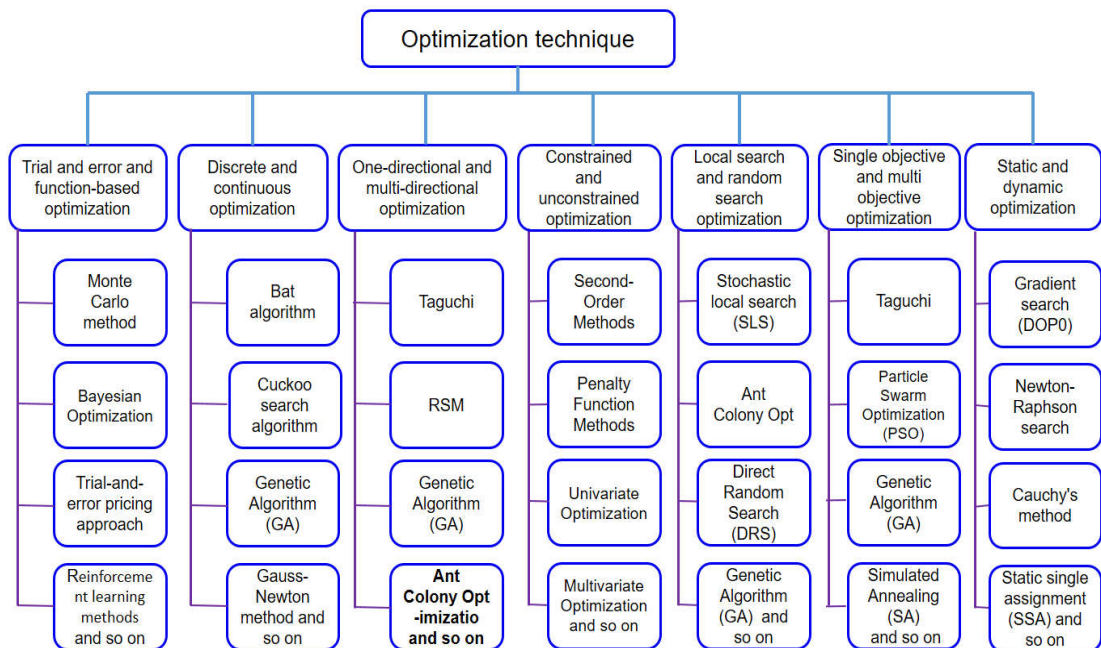 Optimization technique
Trial and error and
function-based
optimization
Monte
Carlo
method
Bayesian
Optimization
Trial-and-
error pricing
approach
Reinforceme
nt learning
methods
and so on
Discrete and
continuous
optimization
Bat
algorithm
Cuckoo
search
algorithm
Genetic
Algorithm
(GA)
Gauss-
Newton
method and
so on
One-directional and
multi-directional
optimization
Taguchi
RSM
Genetic
Algorithm
(GA)
Ant
Colony Opt
-imizatio
and so on
Constrained
and
unconstrained
optimization
Second-
Order
Methods
Penalty
Function
Methods
Univariate
Optimization
Multivariate
Optimization
and so on
Local search
and random
search
optimization
Stochastic
local search
(SLS)
Ant
Colony Opt
Direct
Random
Search
(DRS)
Genetic
Algorithm
(GA) and
so on
Single objective
and multi
objective
optimization
Taguchi
Particle
Swarm
Optimization
(PSO)
Genetic
Algorithm
(GA)
Simulated
Annealing
(SA)
and so on
Static and
dynamic
optimization
Gradient
search
(DOP0)
Newton-
Raphson
search
Cauchy's
method
Static single
assignment
(SSA) and
so on